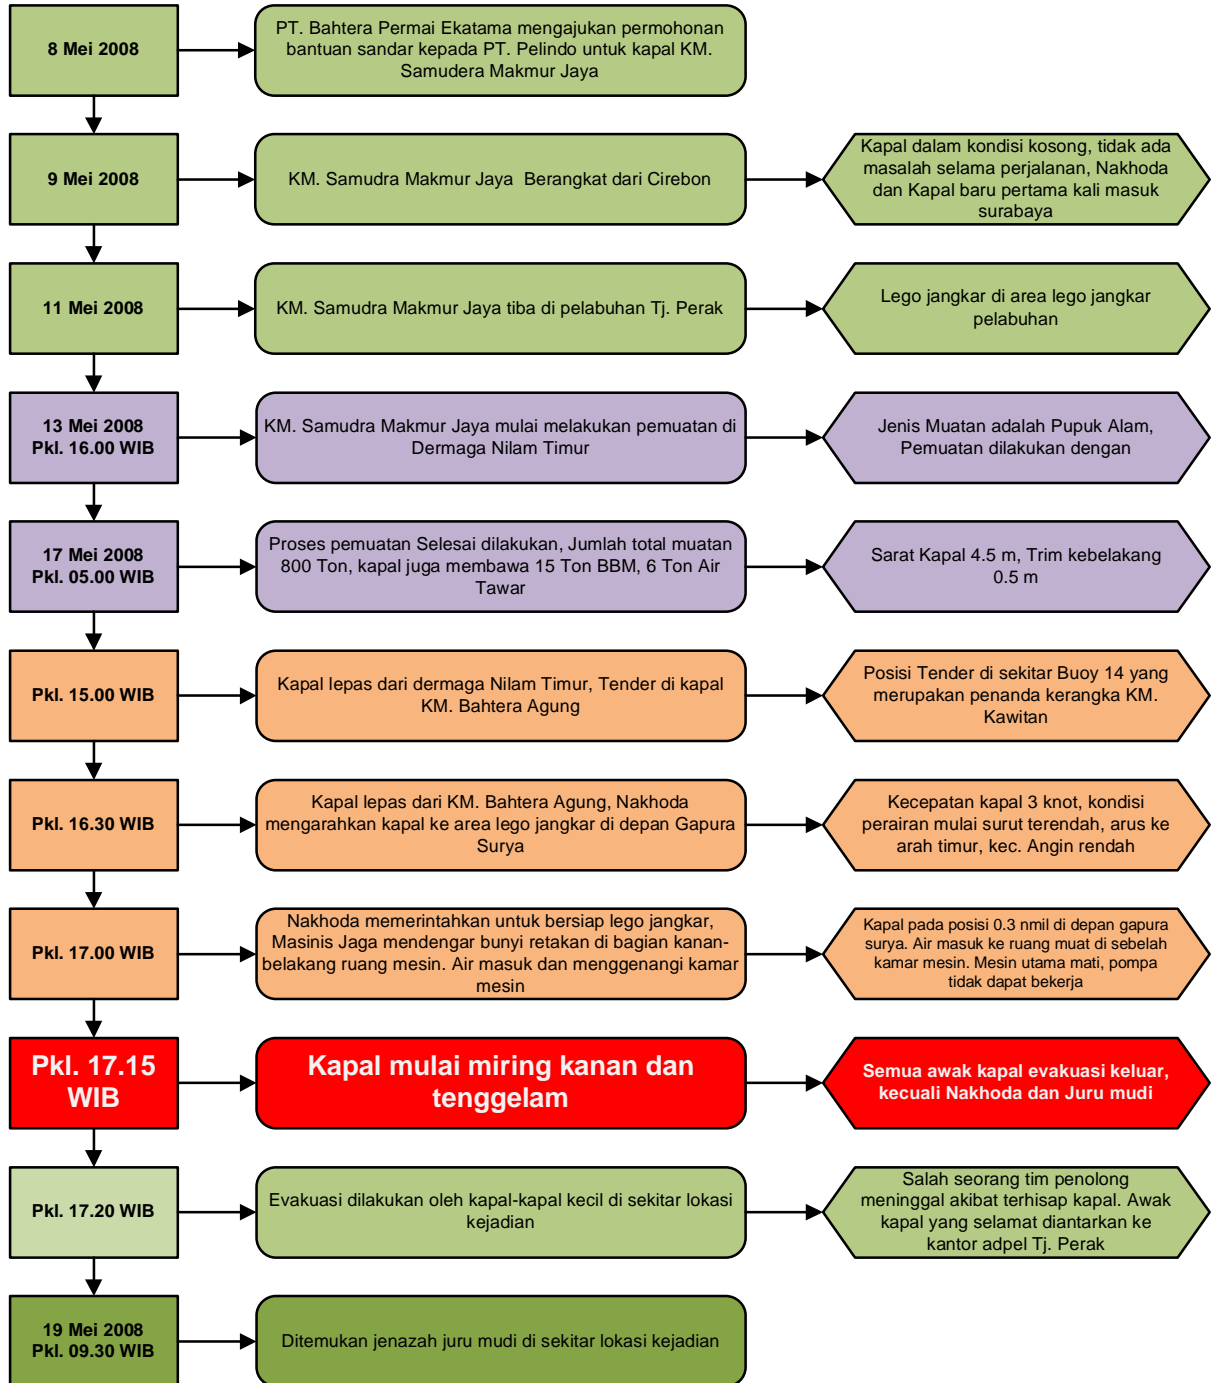 8 Mei 2008
PT. Bahtera Permai Ekatama mengajukan permohonan
bantuan sandar kepada PT. Pelindo untuk kapal KM.
Samudera Makmur Jaya
9 Mei 2008
KM. Samudra Makmur Jaya  Berangkat dari Cirebon
Kapal dalam kondisi kosong, tidak ada
masalah selama perjalanan, Nakhoda
dan Kapal baru pertama kali masuk
surabaya
11 Mei 2008
KM. Samudra Makmur Jaya tiba di pelabuhan Tj. Perak
Lego jangkar di area lego jangkar
pelabuhan
13 Mei 2008
Pkl. 16.00 WIB
KM. Samudra Makmur Jaya mulai melakukan pemuatan di
Dermaga Nilam Timur
Jenis Muatan adalah Pupuk Alam,
Pemuatan dilakukan dengan
17 Mei 2008
Pkl. 05.00 WIB
Proses pemuatan Selesai dilakukan, Jumlah total muatan
800 Ton, kapal juga membawa 15 Ton BBM, 6 Ton Air
Tawar
Sarat Kapal 4.5 m, Trim kebelakang
0.5 m
Pkl. 15.00 WIB
Kapal lepas dari dermaga Nilam Timur, Tender di kapal
KM. Bahtera Agung
Posisi Tender di sekitar Buoy 14 yang
merupakan penanda kerangka KM.
Kawitan
Pkl. 16.30 WIB
Kapal lepas dari KM. Bahtera Agung, Nakhoda
mengarahkan kapal ke area lego jangkar di depan Gapura
Surya
Kecepatan kapal 3 knot, kondisi
perairan mulai surut terendah, arus ke
arah timur, kec. Angin rendah
Pkl. 17.00 WIB
Nakhoda memerintahkan untuk bersiap lego jangkar,
Masinis Jaga mendengar bunyi retakan di bagian kanan-
belakang ruang mesin. Air masuk dan menggenangi kamar
mesin
Kapal pada posisi 0.3 nmil di depan gapura
surya. Air masuk ke ruang muat di sebelah
kamar mesin. Mesin utama mati, pompa
tidak dapat bekerja
Pkl. 17.15
WIB
Kapal mulai miring kanan dan
tenggelam
Semua awak kapal evakuasi keluar,
kecuali Nakhoda dan Juru mudi
Pkl. 17.20 WIB
Evakuasi dilakukan oleh kapal-kapal kecil di sekitar lokasi
kejadian
Salah seorang tim penolong
meninggal akibat terhisap kapal. Awak
kapal yang selamat diantarkan ke
kantor adpel Tj. Perak
19 Mei 2008
Pkl. 09.30 WIB
Ditemukan jenazah juru mudi di sekitar lokasi kejadian